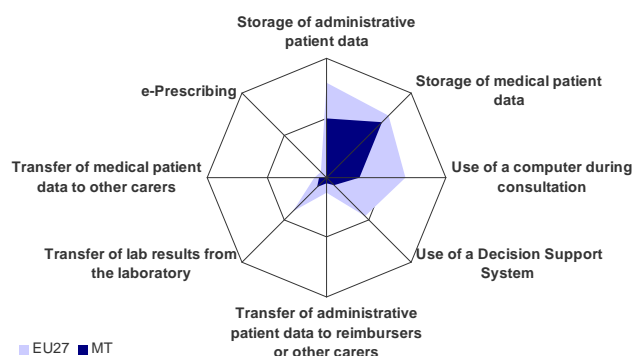 Storage of administrative
patient data
Storage of medical patient
data
Use of a computer during
consultation
Use of a Decision Support
System
Transfer of administrative
patient data to reimbursers
or other carers
Transfer of lab results from
the laboratory
Transfer of medical patient
data to other carers
e-Prescribing
EU27 MT